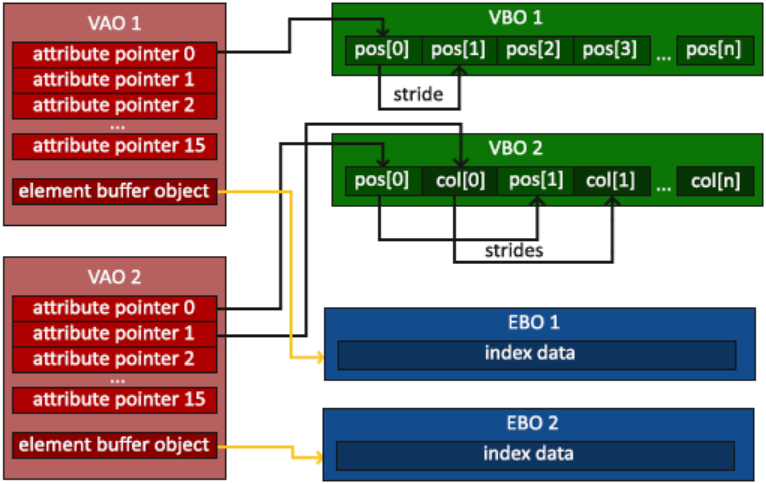 VAO 1
attribute pointer 0
attribute pointer 1
attribute pointer 2
...
attribute pointer 15
element buffer object
VBO 1
pos[0] pos[1] pos[2] pos[3] ... pos[n]
stride
VBO 2
pos[0] col[0] pos[1] col[1] ... col[n]
strides
VAO 2
attribute pointer 0
attribute pointer 1
attribute pointer 2
...
attribute pointer 15
element buffer object
EBO 1
index data
EBO 2
index data